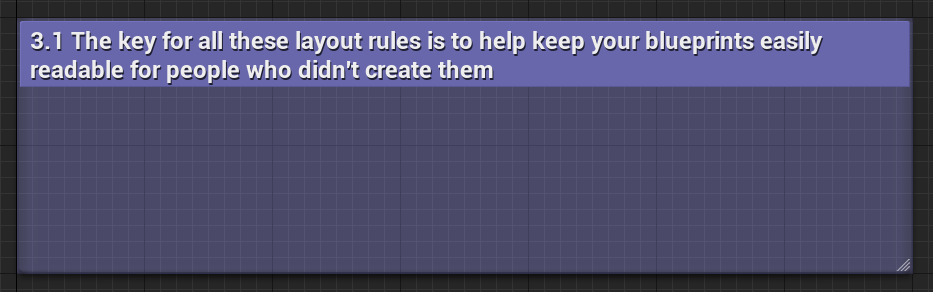 3.1 The key for all these layout rules is to help keep your blueprints easily
readable for people who didn't create them